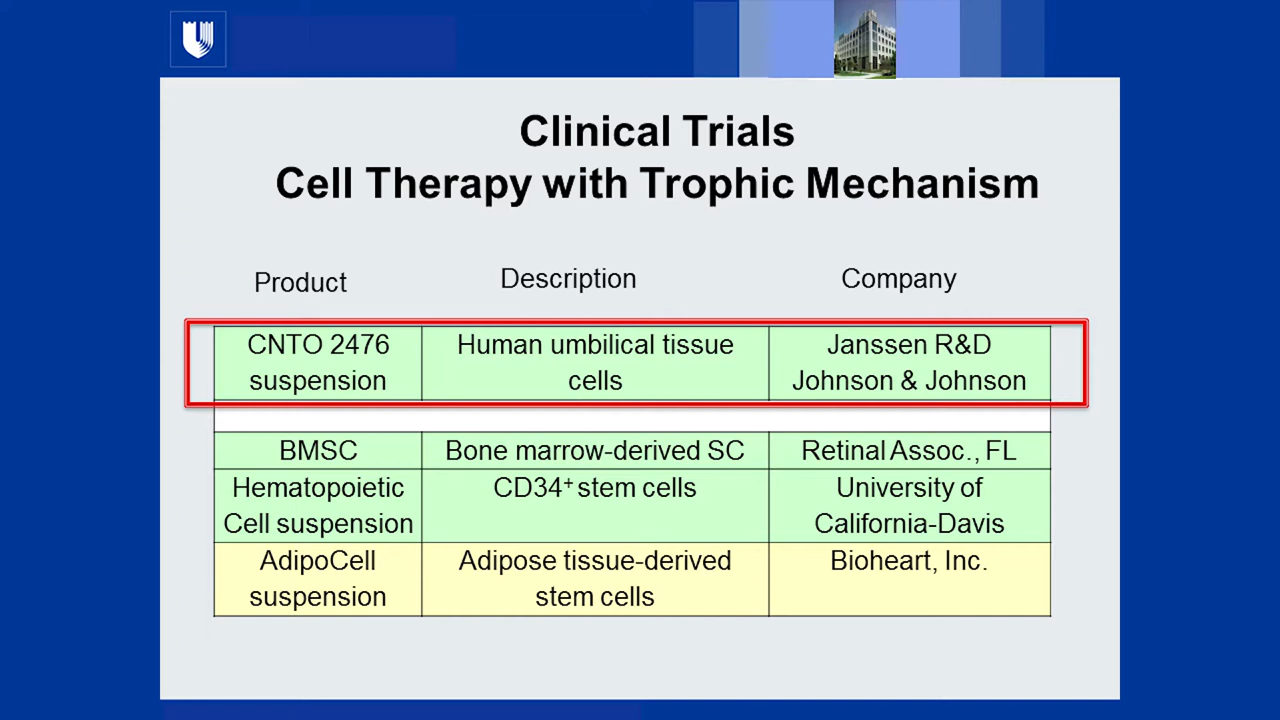 Clinical Trials
Cell Therapy with Trophic Mechanism
Product Description Company
CNTO 2476 suspension Human umbilical tissue cells Janssen R&D Johnson & Johnson
BMSC Bone marrow-derived SC Retinal Assoc., FL
Hematopoietic Cell suspension CD34⁺ stem cells University of California-Davis
AdipoCell suspension Adipose tissue-derived stem cells Bioheart, Inc.